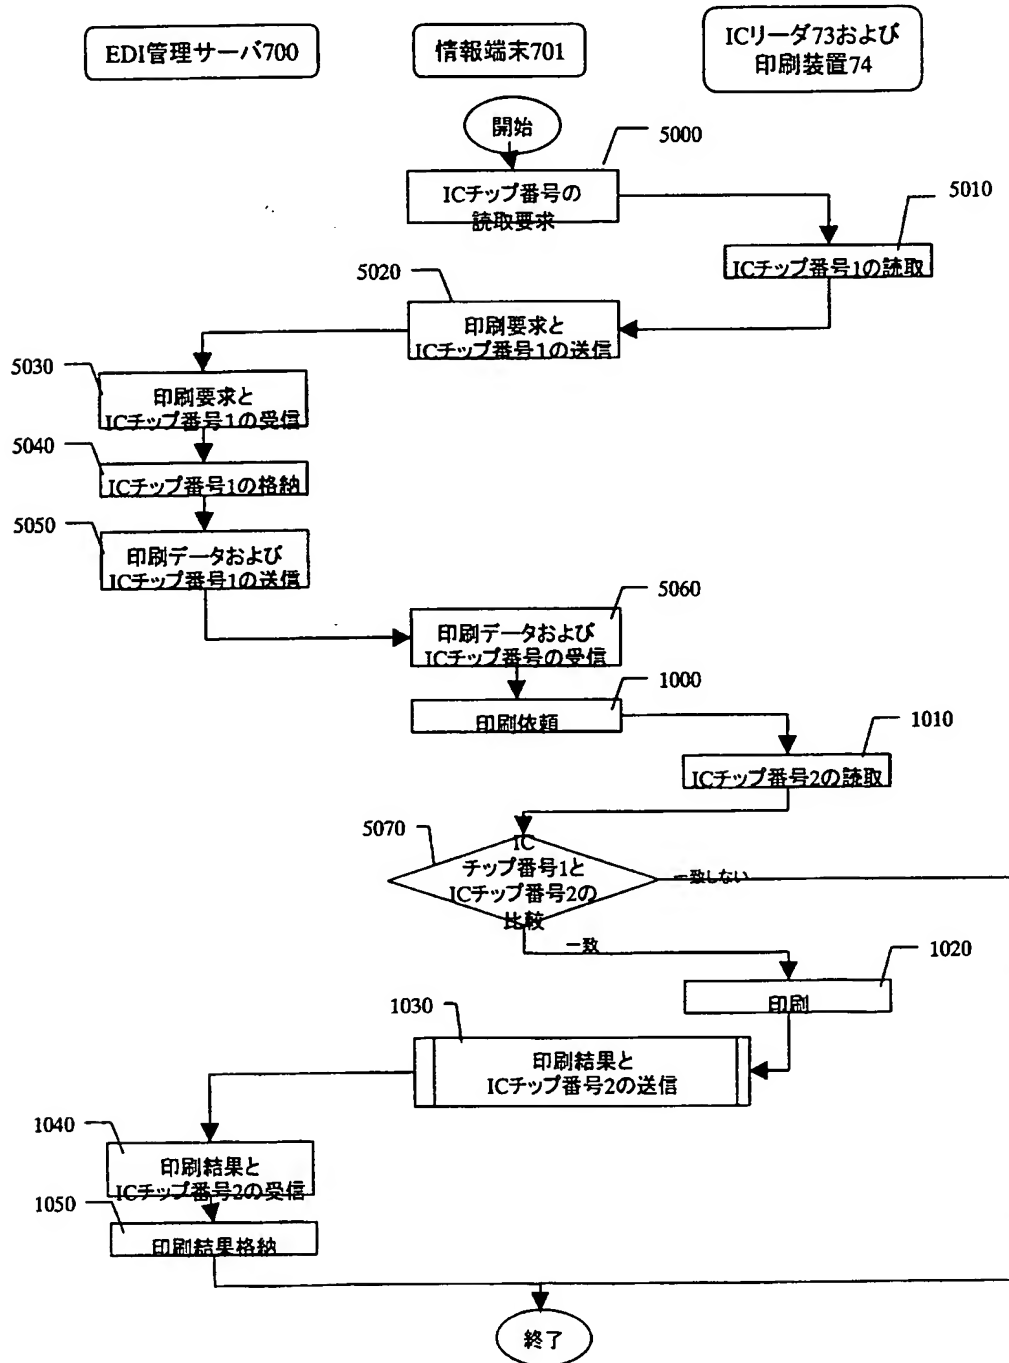 EDI管理サーバ700
情報端末701
ICリーダ73および
印刷装置74
開始
5000
ICチップ番号の
読取要求
5010
ICチップ番号1の読取
5020
印刷要求と
ICチップ番号1の送信
5030
印刷要求と
ICチップ番号1の受信
5040
ICチップ番号1の格納
5050
印刷データおよび
ICチップ番号1の送信
5060
印刷データおよび
ICチップ番号の受信
1000
印刷依頼
1010
ICチップ番号2の読取
5070
IC
チップ番号1と
ICチップ番号2の
比較
一致しない
一致
1020
印刷
1030
印刷結果と
ICチップ番号2の送信
1040
印刷結果と
ICチップ番号2の受信
1050
印刷結果格納
終了